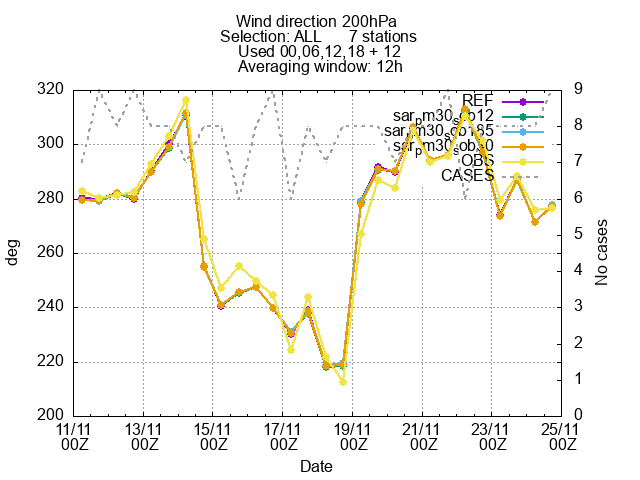 Wind direction 200hPa
Selection: ALL 7 stations
Used 00,06,12,18 + 12
Averaging window: 12h
REF
OBS
CASES
320
300
280
260
240
220
200
deg
9
8
7
6
5
4
3
2
1
0
No cases
11/11 13/11 15/11 17/11 19/11 21/11 23/11 25/11
00Z 00Z 00Z 00Z 00Z 00Z 00Z 00Z
Date